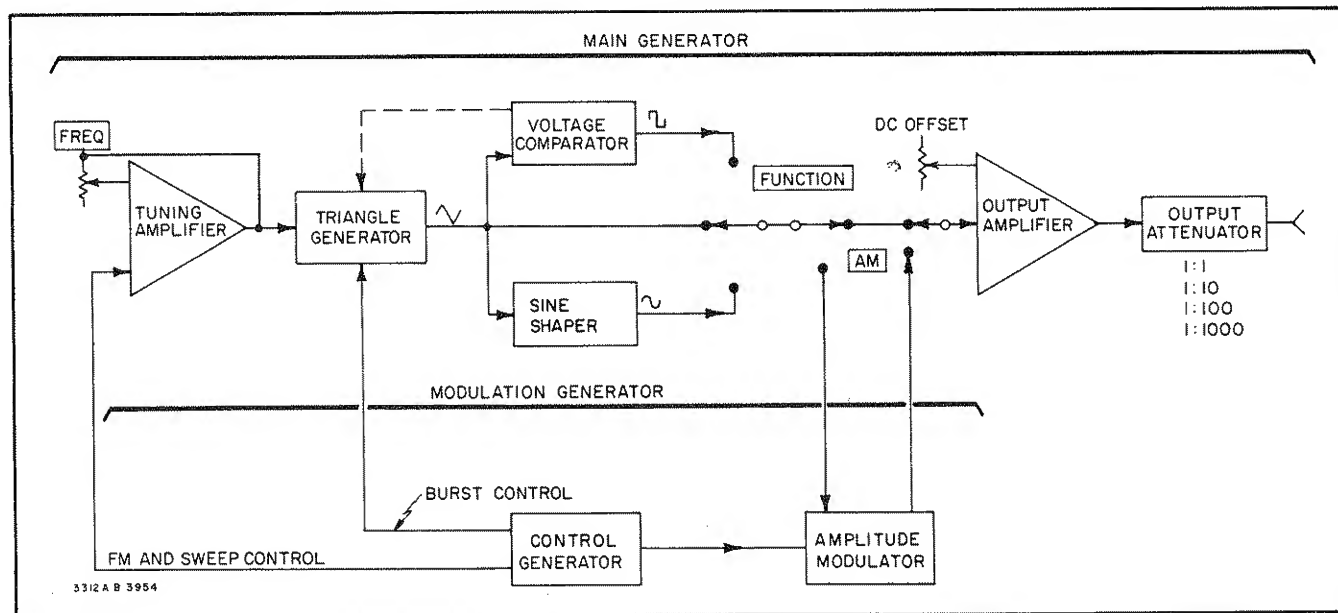 MAIN GENERATOR
FREQ
TUNING
AMPLIFIER
TRIANGLE
GENERATOR
VOLTAGE
COMPARATOR
SINE
SHAPER
FUNCTION
AM
DC OFFSET
OUTPUT
AMPLIFIER
OUTPUT
ATTENUATOR
1:1
1:10
1:100
1:1000
MODULATION GENERATOR
BURST CONTROL
FM AND SWEEP CONTROL
CONTROL
GENERATOR
AMPLITUDE
MODULATOR
3312A B 3954